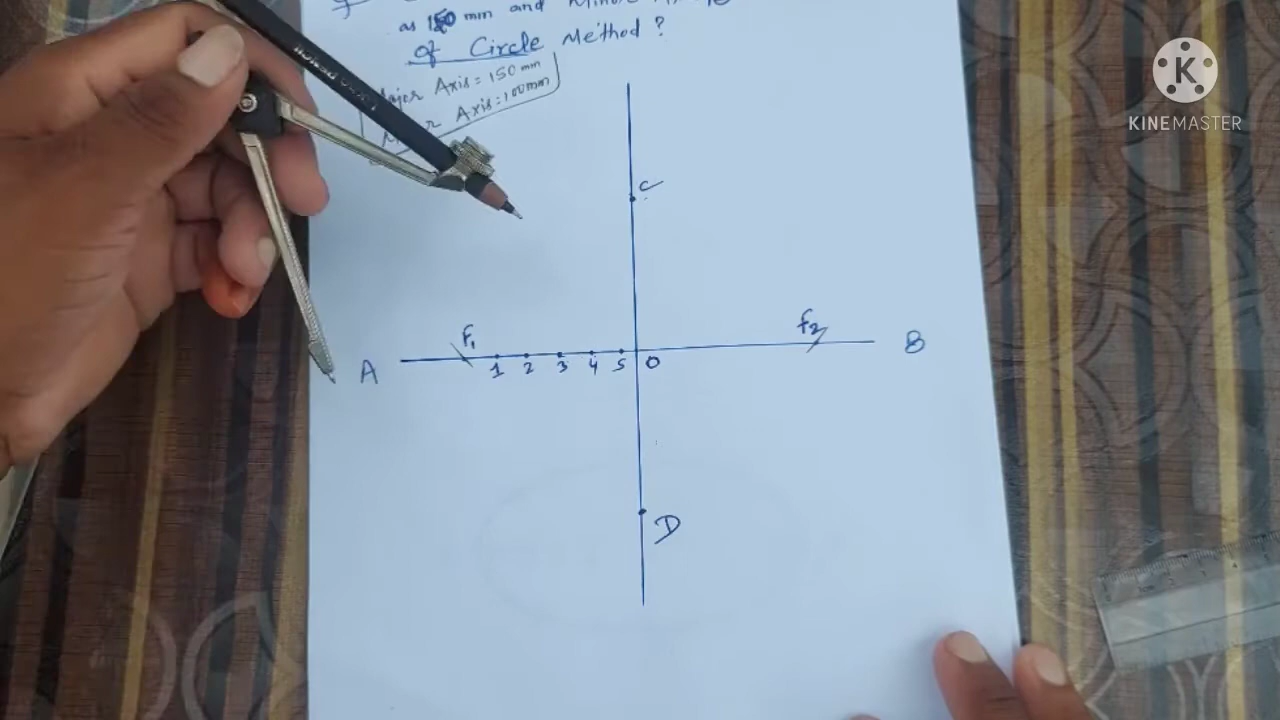 as 150 mm and
of Circle Method ?
Major Axis = 150 mm
Minor Axis = 100 mm
C
F1
F2
A
B
1 2 3 4 5 O
D
KINEMASTER